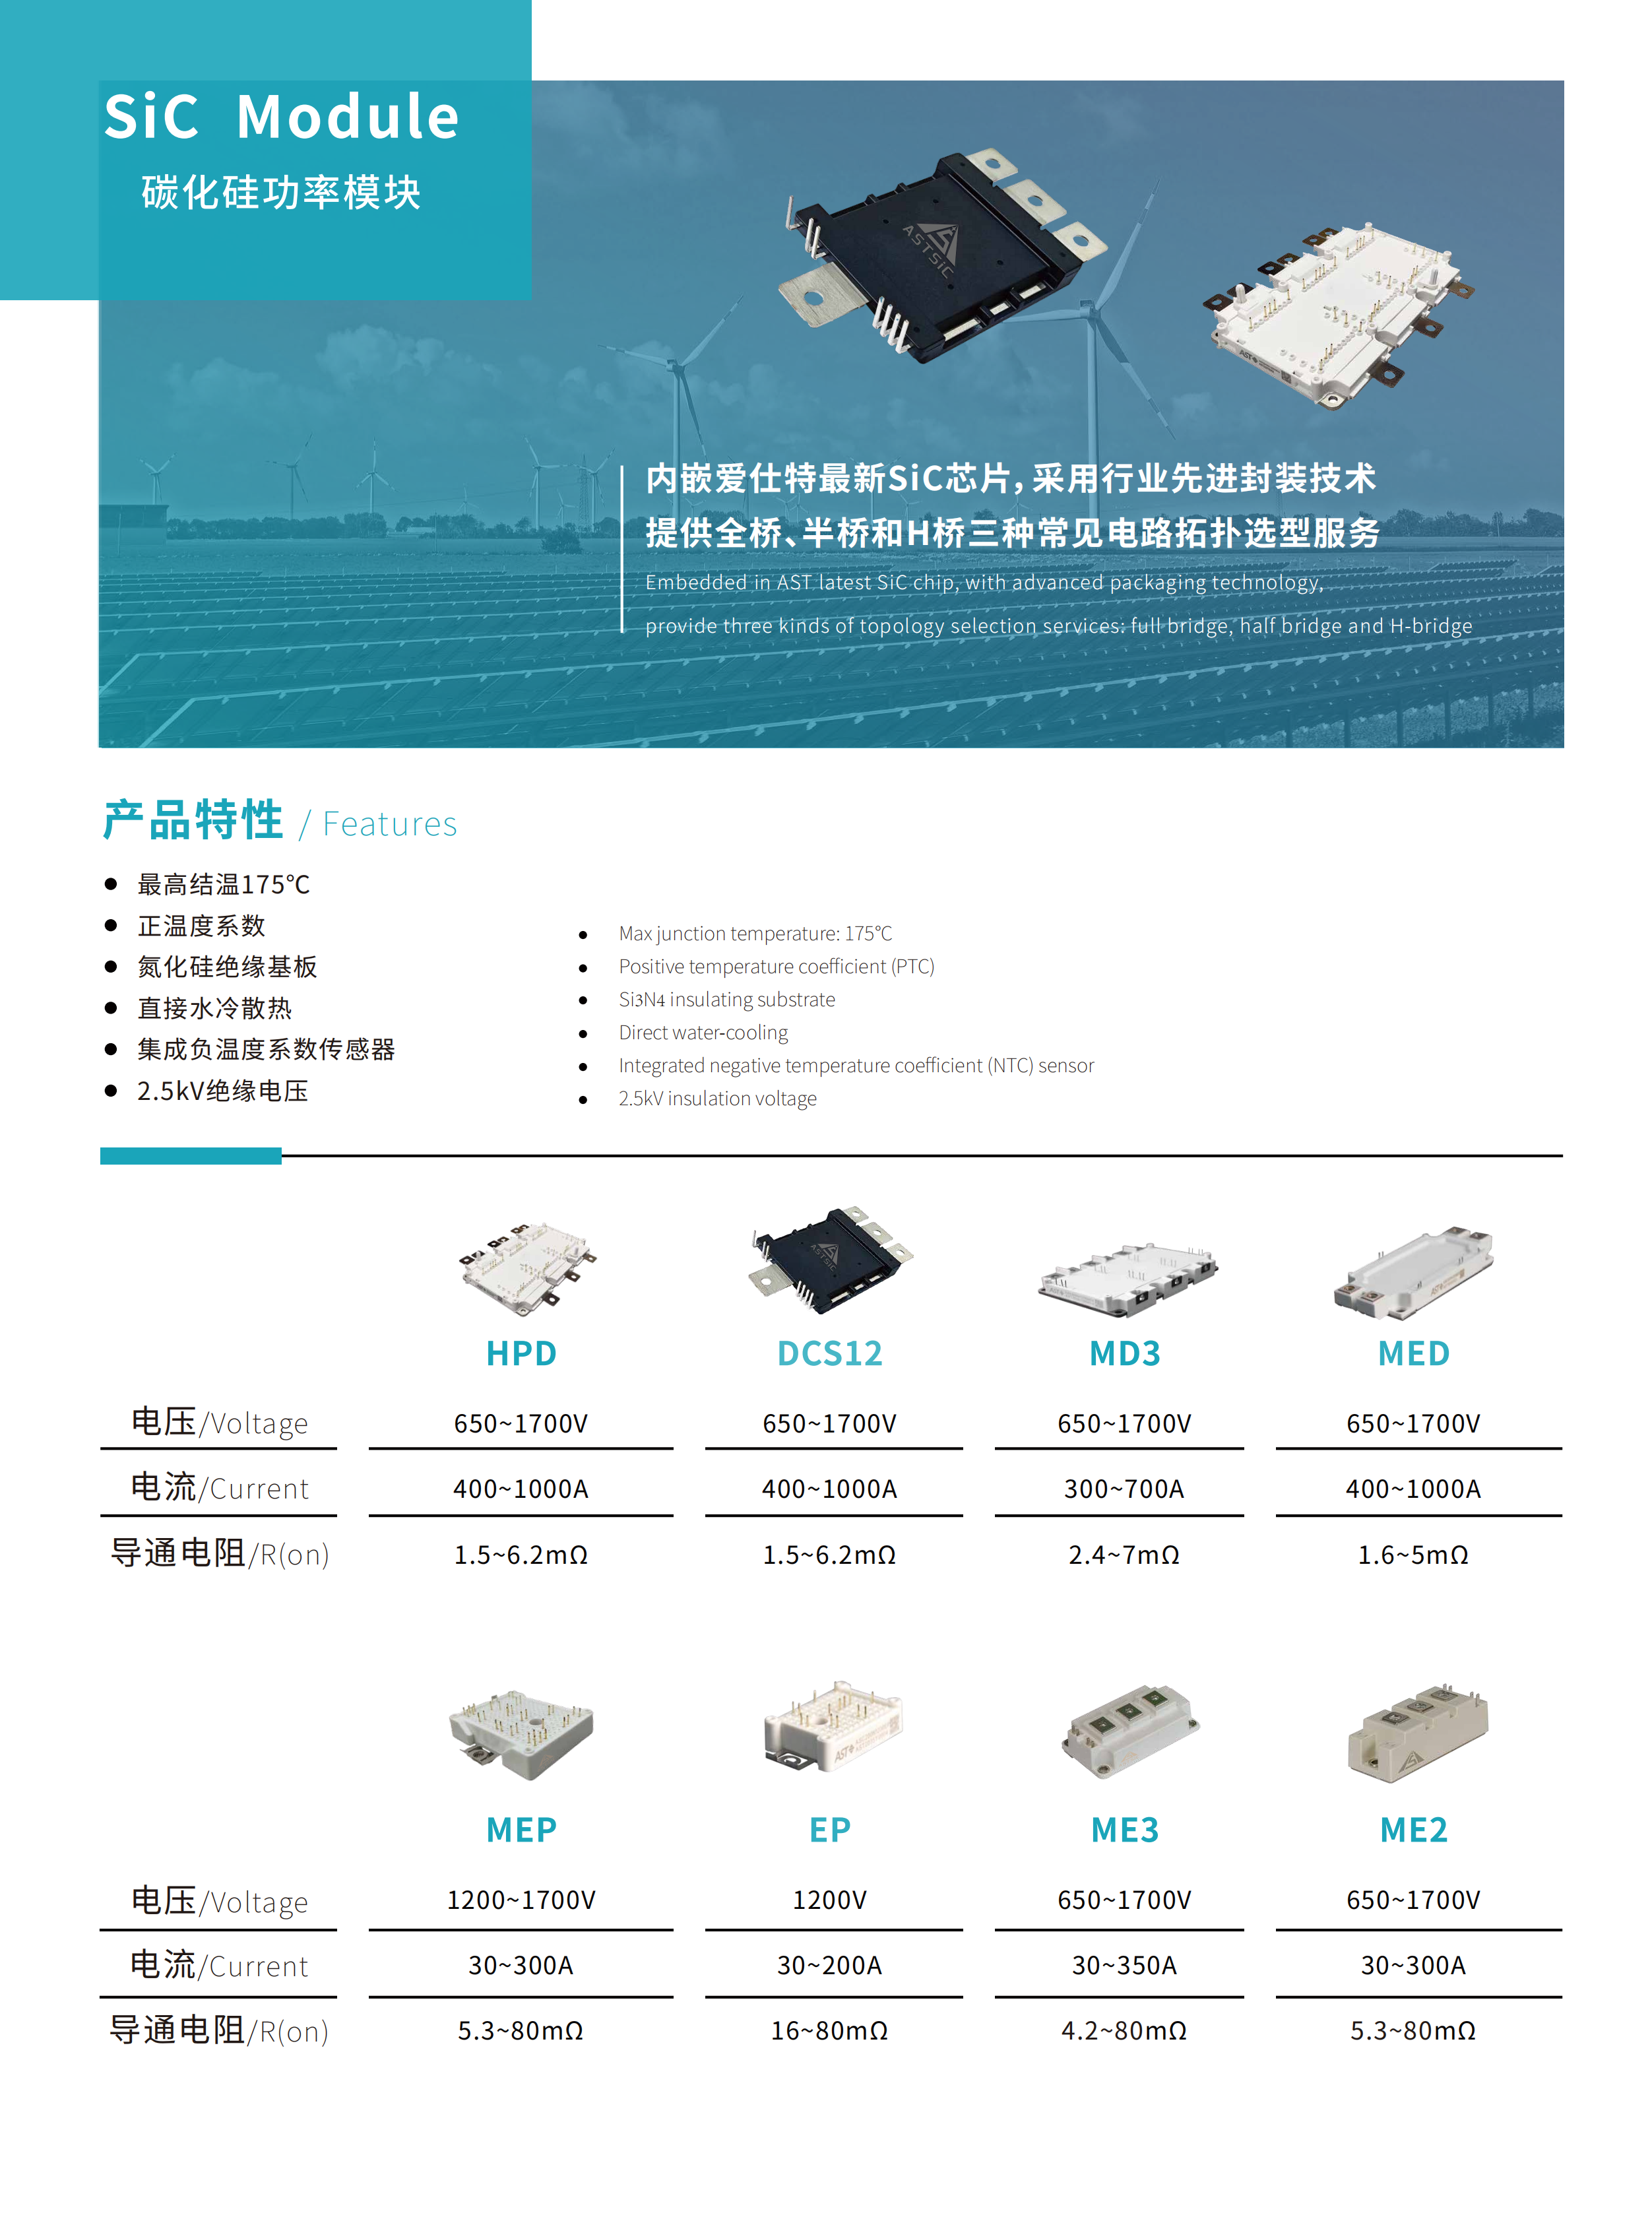 SiC Module
碳化硅功率模块
ASTSiC
AST
内嵌爱仕特最新SiC芯片，采用行业先进封装技术
提供全桥、半桥和H桥三种常见电路拓扑选型服务
Embedded in AST latest SiC chip, with advanced packaging technology,
provide three kinds of topology selection services: full bridge, half bridge and H-bridge
产品特性 / Features
● 最高结温175℃
● 正温度系数
● 氮化硅绝缘基板
● 直接水冷散热
● 集成负温度系数传感器
● 2.5kV绝缘电压
● Max junction temperature: 175℃
● Positive temperature coefficient (PTC)
● Si3N4 insulating substrate
● Direct water-cooling
● Integrated negative temperature coefficient (NTC) sensor
● 2.5kV insulation voltage
ASTSiC
AST
AST
HPD DCS12 MD3 MED
电压/Voltage 650~1700V 650~1700V 650~1700V 650~1700V
电流/Current 400~1000A 400~1000A 300~700A 400~1000A
导通电阻/R(on) 1.5~6.2mΩ 1.5~6.2mΩ 2.4~7mΩ 1.6~5mΩ
AST
MEP EP ME3 ME2
电压/Voltage 1200~1700V 1200V 650~1700V 650~1700V
电流/Current 30~300A 30~200A 30~350A 30~300A
导通电阻/R(on) 5.3~80mΩ 16~80mΩ 4.2~80mΩ 5.3~80mΩ